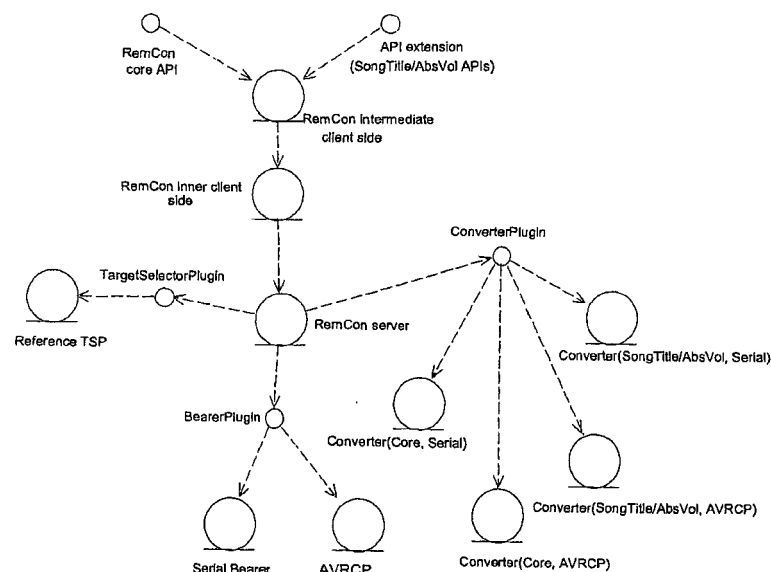 RemCon
core API
API extension
(SongTitle/AbsVol APIs)
RemCon intermediate
client side
RemCon inner client
side
ConverterPlugin
TargetSelectorPlugin
Reference TSP
RemCon server
Converter(SongTitle/AbsVol, Serial)
BearerPlugin
Converter(Core, Serial)
Converter(SongTitle/AbsVol, AVRCP)
Converter(Core, AVRCP)
Serial Bearer
AVRCP